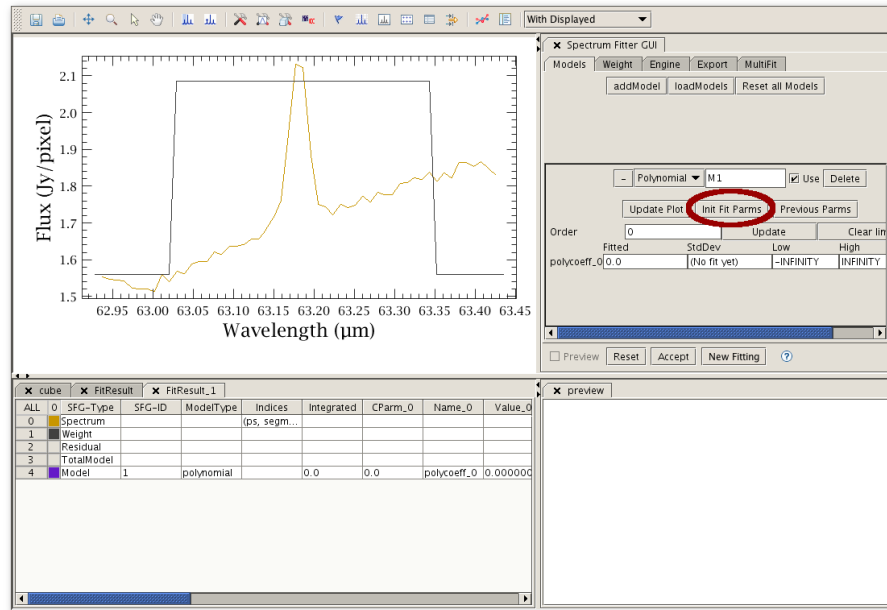 With Displayed
Spectrum Fitter GUI
Models Weight Engine Export MultiFit
addModel loadModels Reset all Models
– Polynomial M1 Use Delete
Update Plot Init Fit Parms Previous Parms
Order 0 Update Clear lim
Fitted StdDev Low High
polycoeff_0 0.0 (No fit yet) –INFINITY INFINITY
Preview Reset Accept New Fitting ?
Flux (Jy/pixel)
2.1
2.0
1.9
1.8
1.7
1.6
1.5
62.95 63.00 63.05 63.10 63.15 63.20 63.25 63.30 63.35 63.40 63.45
Wavelength (μm)
cube FitResult FitResult_1
ALL 0 SFG-Type SFG-ID ModelType Indices Integrated CParm_0 Name_0 Value_0
0 Spectrum (ps, segm...
1 Weight
2 Residual
3 TotalModel
4 Model 1 polynomial 0.0 0.0 polycoeff_0 0.000000
preview